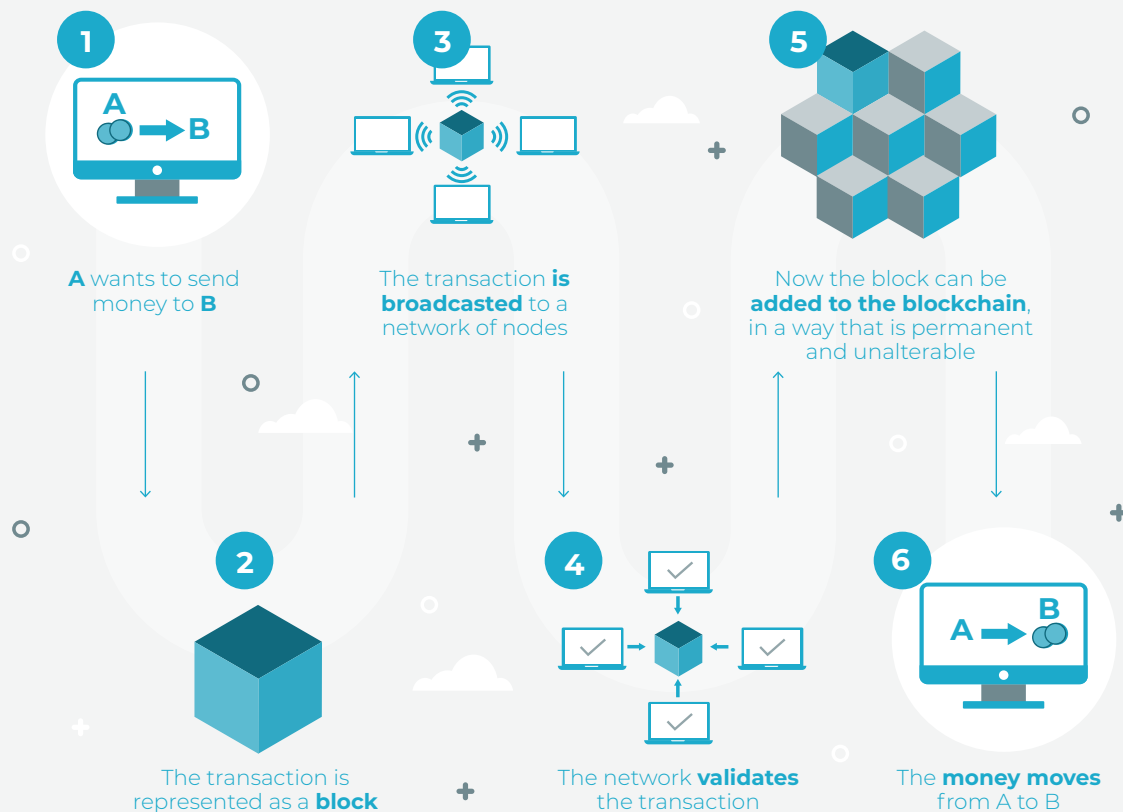 1
A
B
A wants to send
money to B
2
The transaction is
represented as a block
3
The transaction is
broadcasted to a
network of nodes
4
The network validates
the transaction
5
Now the block can be
added to the blockchain,
in a way that is permanent
and unalterable
6
A
B
The money moves
from A to B